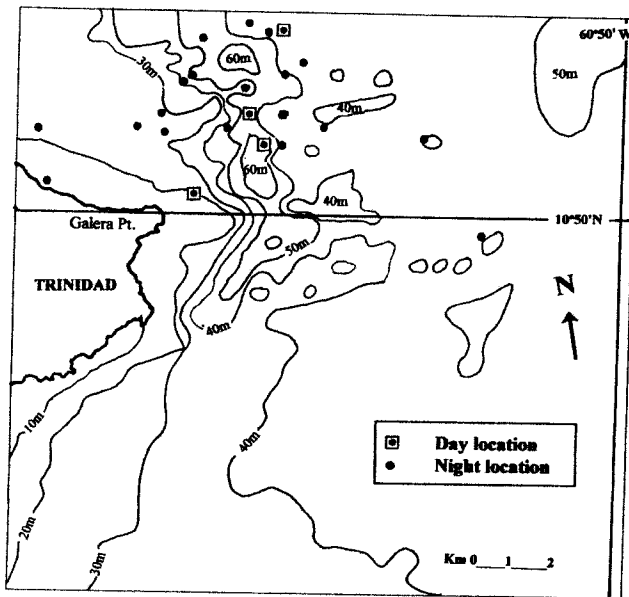 60°50' W
30m
60m
50m
40m
60m
40m
Galera Pt.
10°50'N
50m
TRINIDAD
N
40m
10m
40m
Day location
Night location
20m
30m
Km 0 1 2